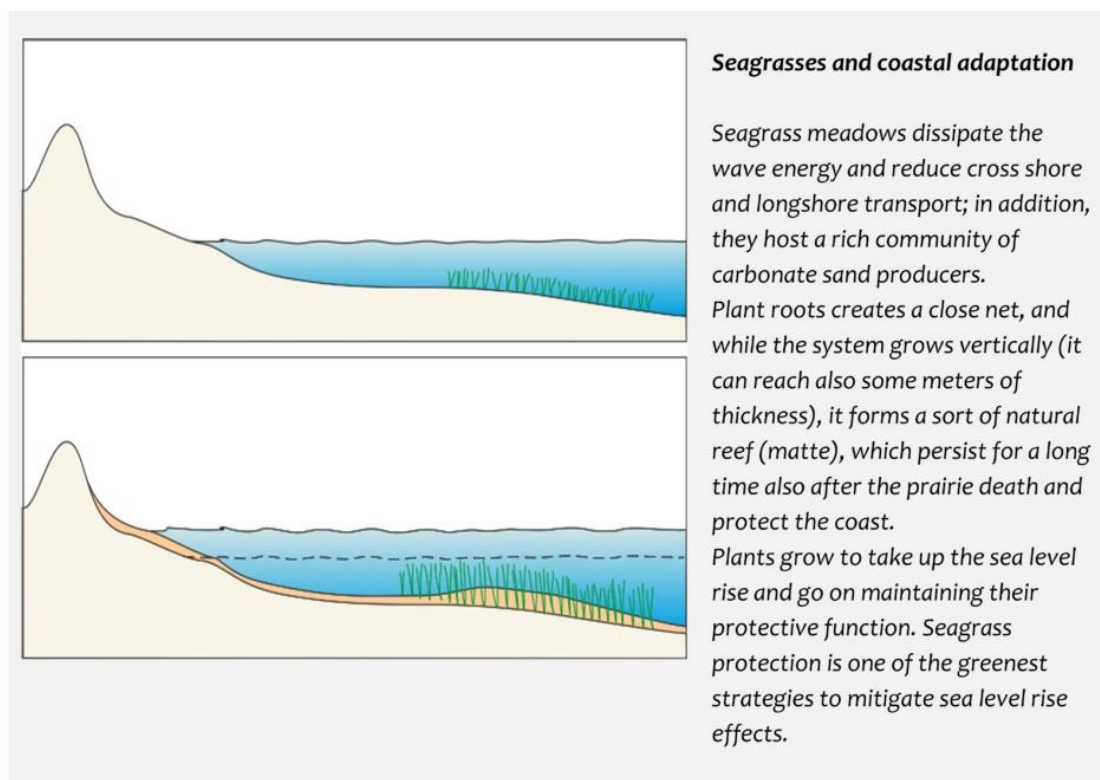 Seagrasses and coastal adaptation
Seagrass meadows dissipate the
wave energy and reduce cross shore
and longshore transport; in addition,
they host a rich community of
carbonate sand producers.
Plant roots creates a close net, and
while the system grows vertically (it
can reach also some meters of
thickness), it forms a sort of natural
reef (matte), which persist for a long
time also after the prairie death and
protect the coast.
Plants grow to take up the sea level
rise and go on maintaining their
protective function. Seagrass
protection is one of the greenest
strategies to mitigate sea level rise
effects.